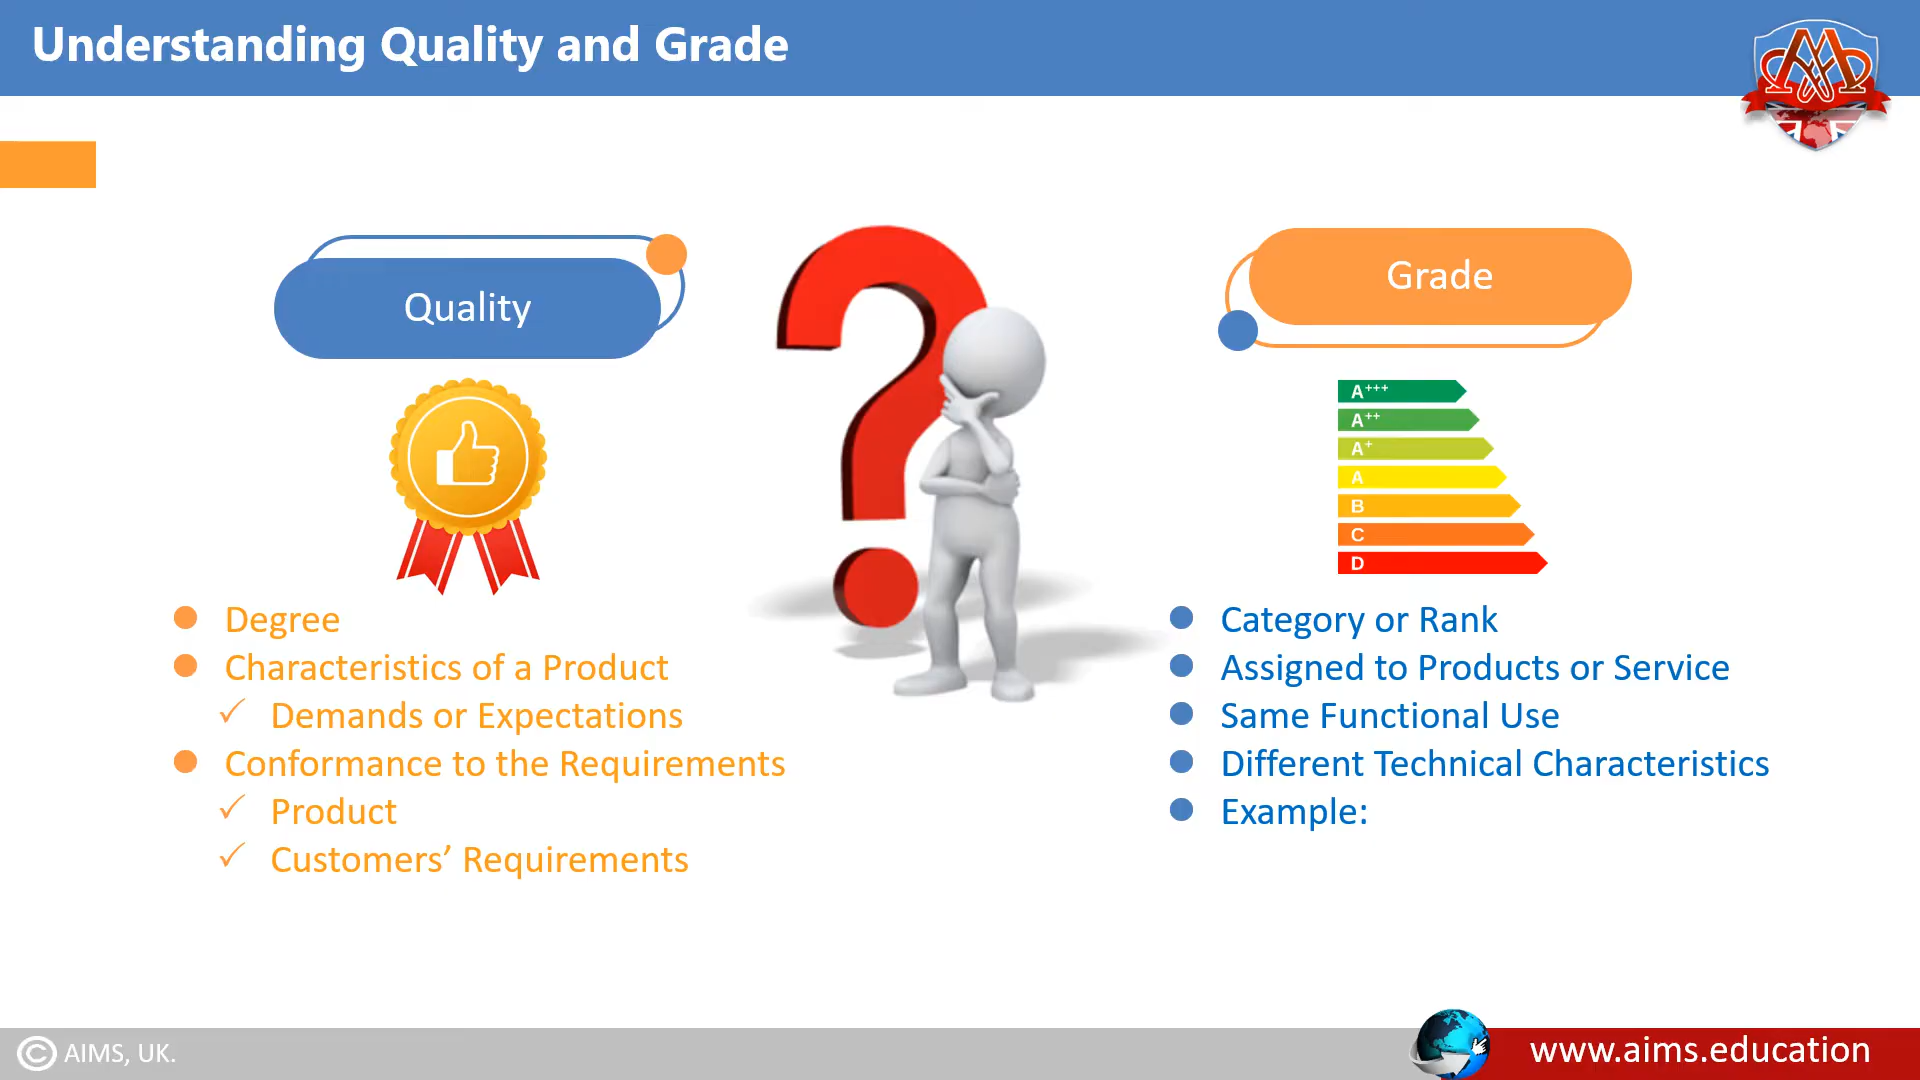 Understanding Quality and Grade
Quality
Degree
Characteristics of a Product
Demands or Expectations
Conformance to the Requirements
Product
Customers’ Requirements
Grade
A+++
A++
A+
A
B
C
D
Category or Rank
Assigned to Products or Service
Same Functional Use
Different Technical Characteristics
Example:
© AIMS, UK.
www.aims.education